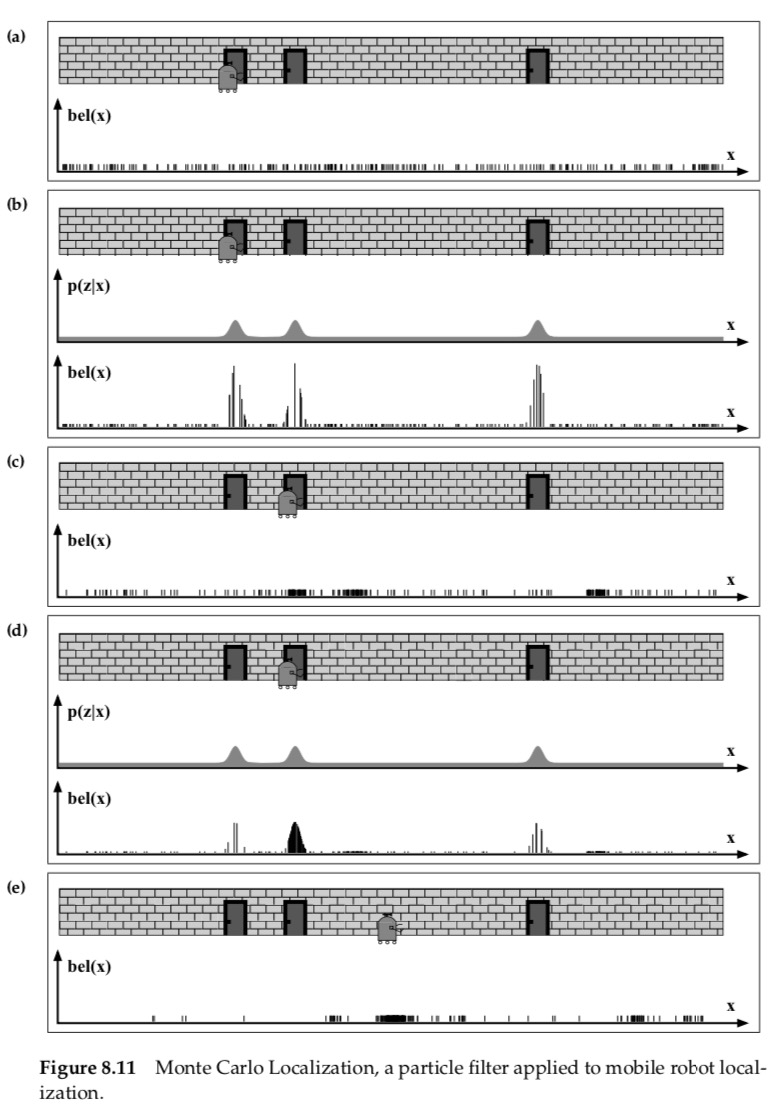 (a)
bel(x)
x
(b)
p(z|x)
x
bel(x)
x
(c)
bel(x)
x
(d)
p(z|x)
x
bel(x)
x
(e)
bel(x)
x
Figure 8.11 Monte Carlo Localization, a particle filter applied to mobile robot local-
ization.